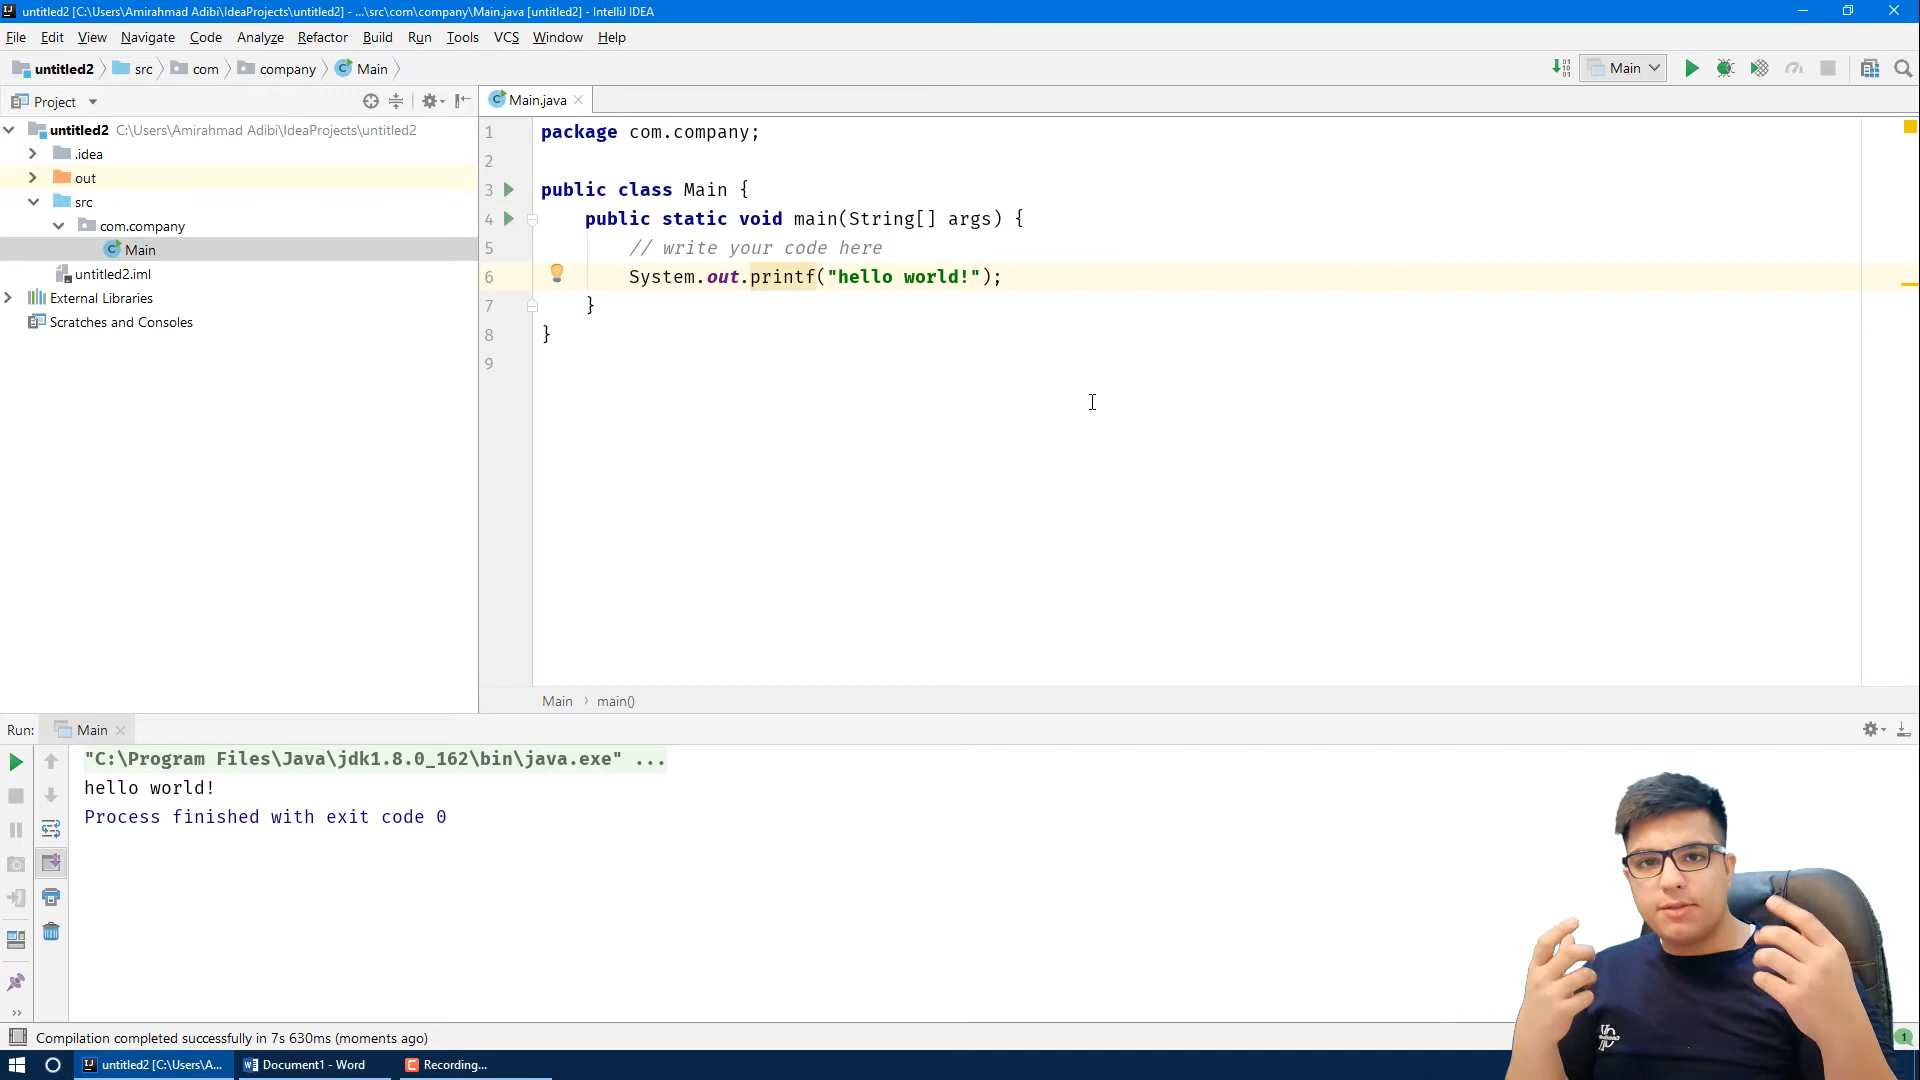 untitled2 [C:\Users\Amirahmad Adibi\IdeaProjects\untitled2] - ...\src\com\company\Main.java [untitled2] - IntelliJ IDEA
File Edit View Navigate Code Analyze Refactor Build Run Tools VCS Window Help
untitled2 src com company Main
Main
Project
Main.java
untitled2 C:\Users\Amirahmad Adibi\IdeaProjects\untitled2
.idea
out
src
com.company
Main
untitled2.iml
External Libraries
Scratches and Consoles
1 package com.company;
2
3 public class Main {
4 public static void main(String[] args) {
5 // write your code here
6 System.out.printf("hello world!");
7 }
8 }
9
Main › main()
Run: Main
"C:\Program Files\Java\jdk1.8.0_162\bin\java.exe" ...
hello world!
Process finished with exit code 0
Compilation completed successfully in 7s 630ms (moments ago)
1
untitled2 [C:\Users\A... Document1 - Word Recording...